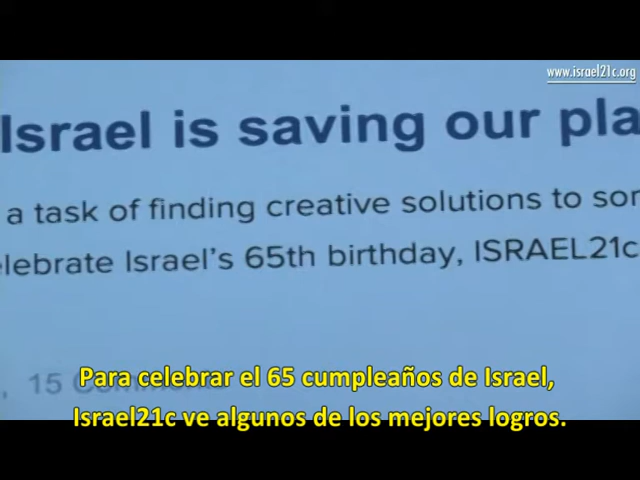 www.israel21c.org
Israel is saving our pla
a task of finding creative solutions to
elebrate Israel's 65th birthday, ISRAEL21c
, 15
Para celebrar el 65 cumpleaños de Israel,
Israel21c ve algunos de los mejores logros.